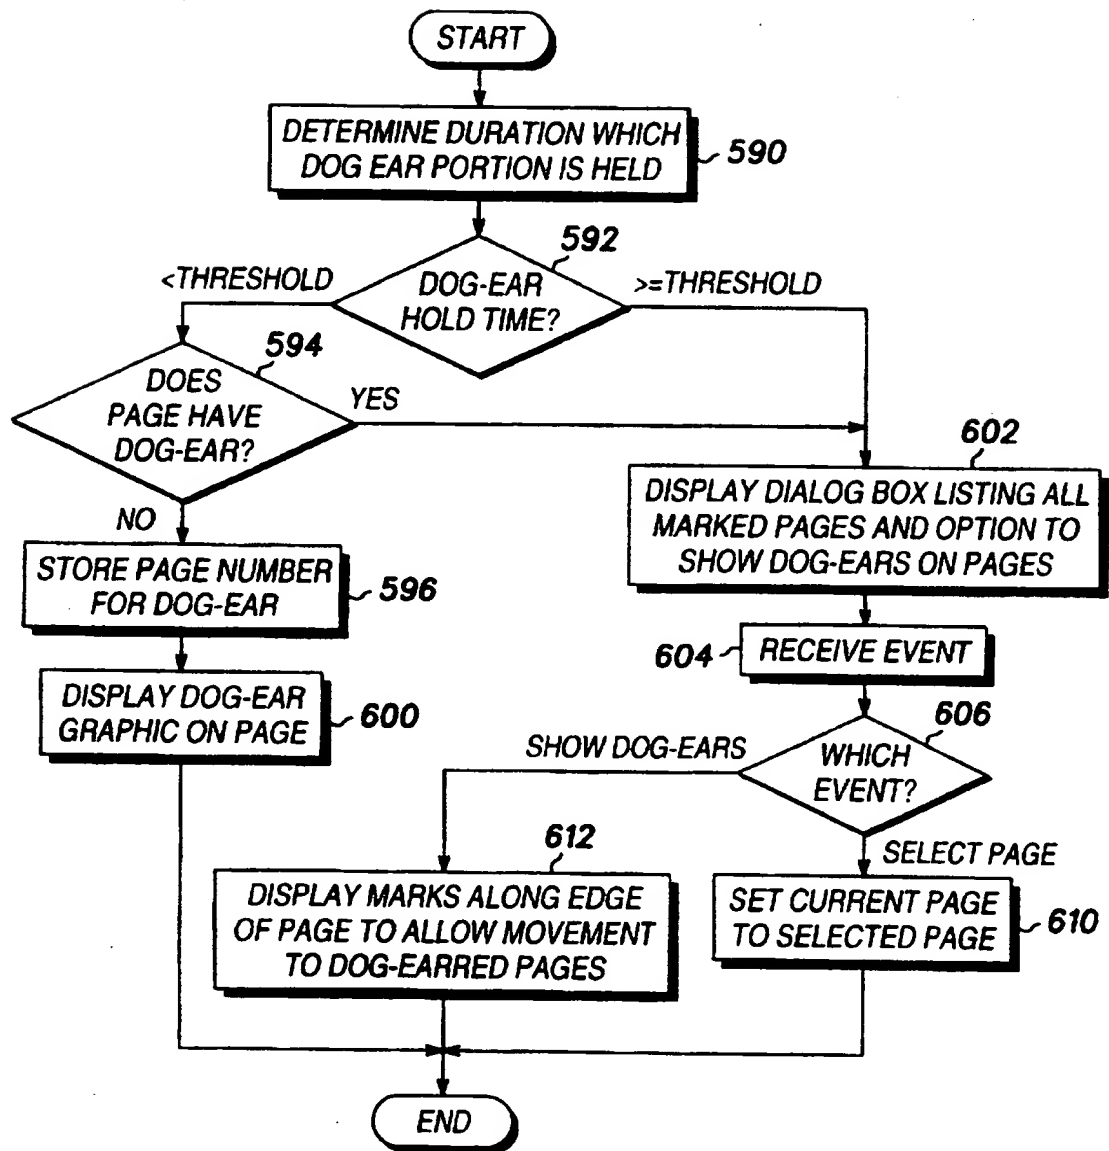 START
DETERMINE DURATION WHICH
DOG EAR PORTION IS HELD
590
592
<THRESHOLD
DOG-EAR
HOLD TIME?
>=THRESHOLD
594
DOES
PAGE HAVE
DOG-EAR?
YES
NO
602
DISPLAY DIALOG BOX LISTING ALL
MARKED PAGES AND OPTION TO
SHOW DOG-EARS ON PAGES
STORE PAGE NUMBER
FOR DOG-EAR
596
604
RECEIVE EVENT
DISPLAY DOG-EAR
GRAPHIC ON PAGE
600
606
SHOW DOG-EARS
WHICH
EVENT?
SELECT PAGE
612
DISPLAY MARKS ALONG EDGE
OF PAGE TO ALLOW MOVEMENT
TO DOG-EARRED PAGES
SET CURRENT PAGE
TO SELECTED PAGE
610
END